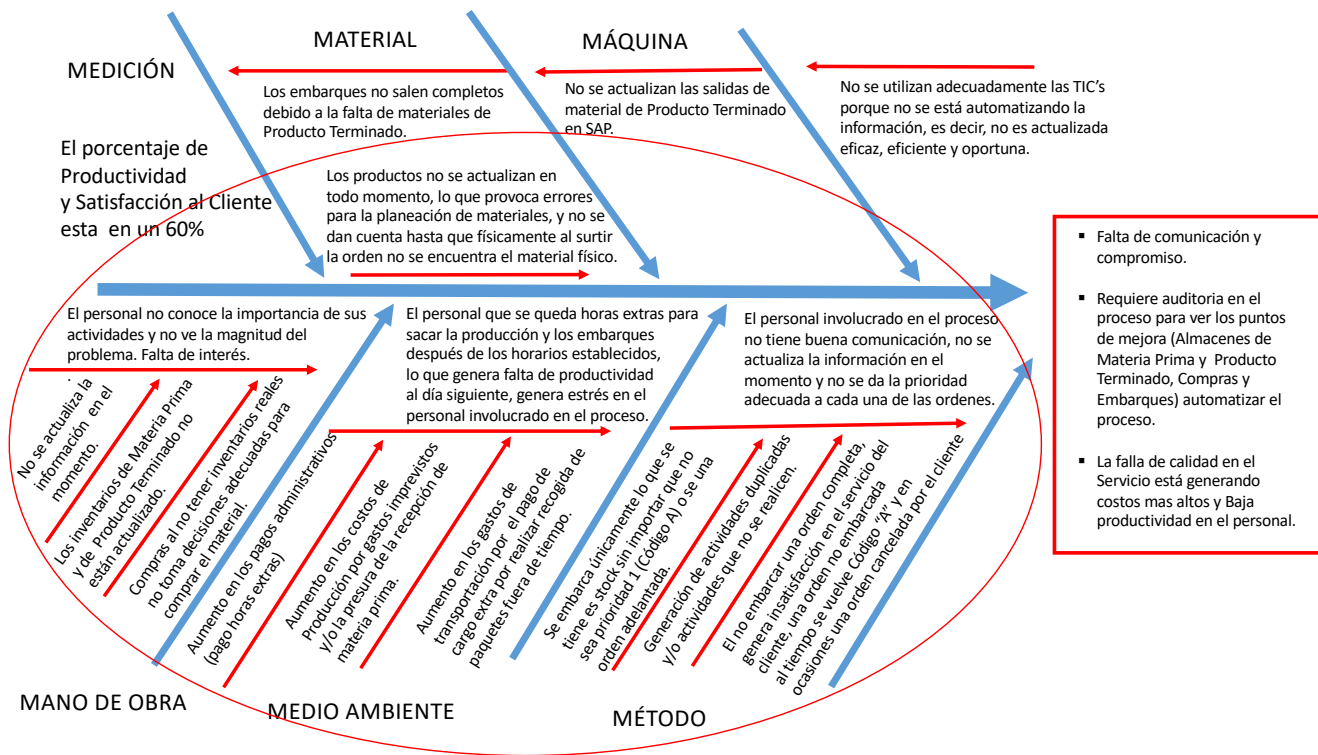 MATERIAL
MÁQUINA
MEDICIÓN
Los embarques no salen completos
debido a la falta de materiales de
Producto Terminado.
No se actualizan las salidas de
material de Producto Terminado
en SAP.
No se utilizan adecuadamente las TIC's
porque no se está automatizando la
información, es decir, no es actualizada
eficaz, eficiente y oportuna.
El porcentaje de
Productividad
y Satisfacción al Cliente
esta en un 60%
Los productos no se actualizan en
todo momento, lo que provoca errores
para la planeación de materiales, y no se
dan cuenta hasta que físicamente al surtir
la orden no se encuentra el material físico.
▪ Falta de comunicación y
compromiso.
▪ Requiere auditoria en el
proceso para ver los puntos
de mejora (Almacenes de
Materia Prima y Producto
Terminado, Compras y
Embarques) automatizar el
proceso.
▪ La falla de calidad en el
Servicio está generando
costos mas altos y Baja
productividad en el personal.
El personal no conoce la importancia de sus
actividades y no ve la magnitud del
problema. Falta de interés.
El personal que se queda horas extras para
sacar la producción y los embarques
después de los horarios establecidos,
lo que genera falta de productividad
al día siguiente, genera estrés en el
personal involucrado en el proceso.
El personal involucrado en el proceso
no tiene buena comunicación, no se
actualiza la información en el
momento y no se da la prioridad
adecuada a cada una de las ordenes.
No se actualiza la
información en el
momento.
Los inventarios de Materia Prima
y de Producto Terminado no
están actualizado.
Compras al no tener inventarios reales
no toma decisiones adecuadas para
comprar el material.
Aumento en los pagos administrativos
(pago horas extras)
Aumento en los costos de
Producción por gastos imprevistos
y/o la presura de la recepción de
materia prima.
Aumento en los gastos de
transportación por el pago de
cargo extra por realizar recogida de
paquetes fuera de tiempo.
Se embarca únicamente lo que se
tiene es stock sin importar que no
sea prioridad 1 (Código A) o se una
orden adelantada.
Generación de actividades duplicadas
y/o actividades que no se realicen.
El no embarcar una orden completa,
genera insatisfacción en el servicio del
cliente, una orden no embarcada
al tiempo se vuelve Código "A" y en
ocasiones una orden cancelada por el cliente
MANO DE OBRA
MEDIO AMBIENTE
MÉTODO